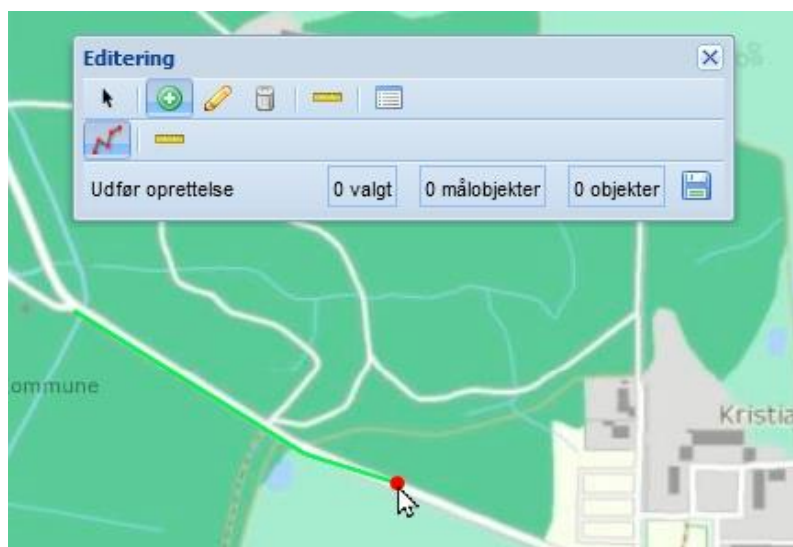 Editering
Udfør oprettelse
0 valgt
0 målobjekter
0 objekter
ommune
Kristia